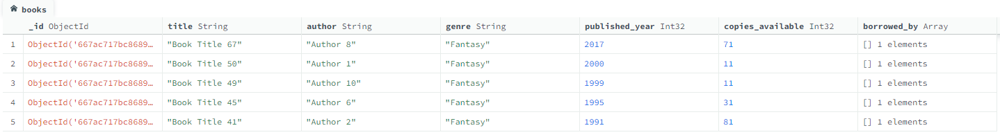 books
_id ObjectId title String author String genre String published_year Int32 copies_available Int32 borrowed_by Array
1 ObjectId('667ac717bc8689… "Book Title 67" "Author 8" "Fantasy" 2017 71 [] 1 elements
2 ObjectId('667ac717bc8689… "Book Title 50" "Author 1" "Fantasy" 2000 11 [] 1 elements
3 ObjectId('667ac717bc8689… "Book Title 49" "Author 10" "Fantasy" 1999 11 [] 1 elements
4 ObjectId('667ac717bc8689… "Book Title 45" "Author 6" "Fantasy" 1995 31 [] 1 elements
5 ObjectId('667ac717bc8689… "Book Title 41" "Author 2" "Fantasy" 1991 81 [] 1 elements